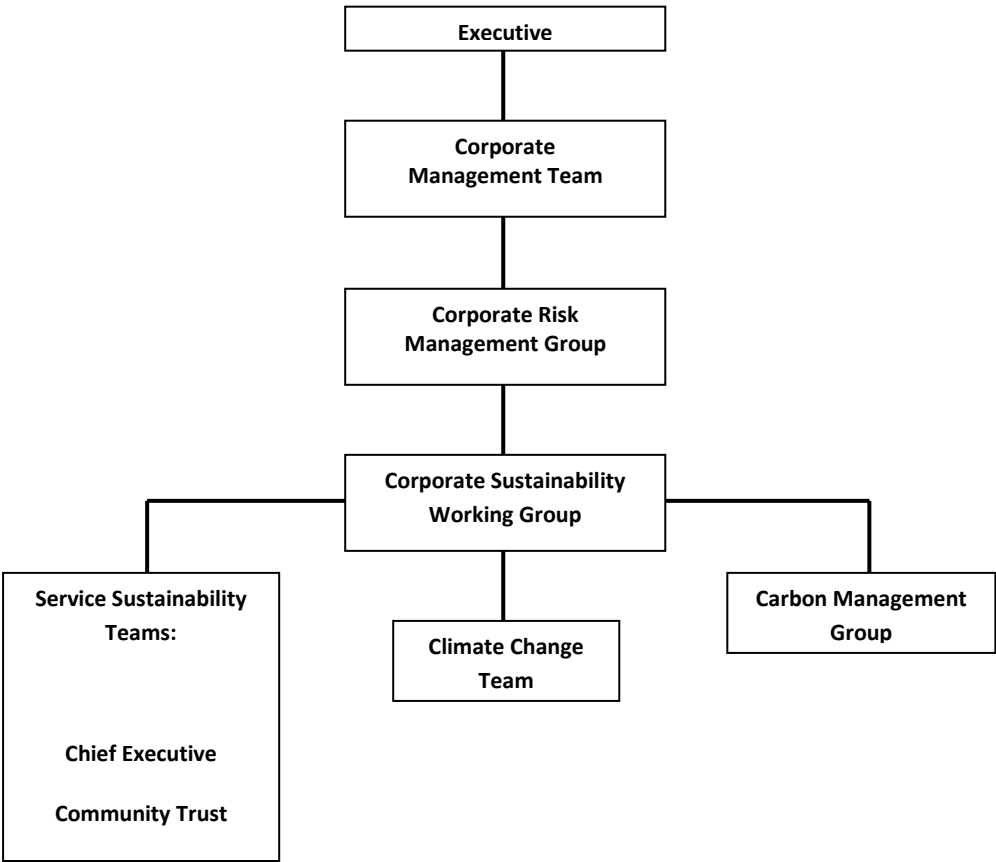 Executive
Corporate
Management Team
Corporate Risk
Management Group
Corporate Sustainability
Working Group
Service Sustainability
Teams:
Chief Executive
Community Trust
Climate Change
Team
Carbon Management
Group